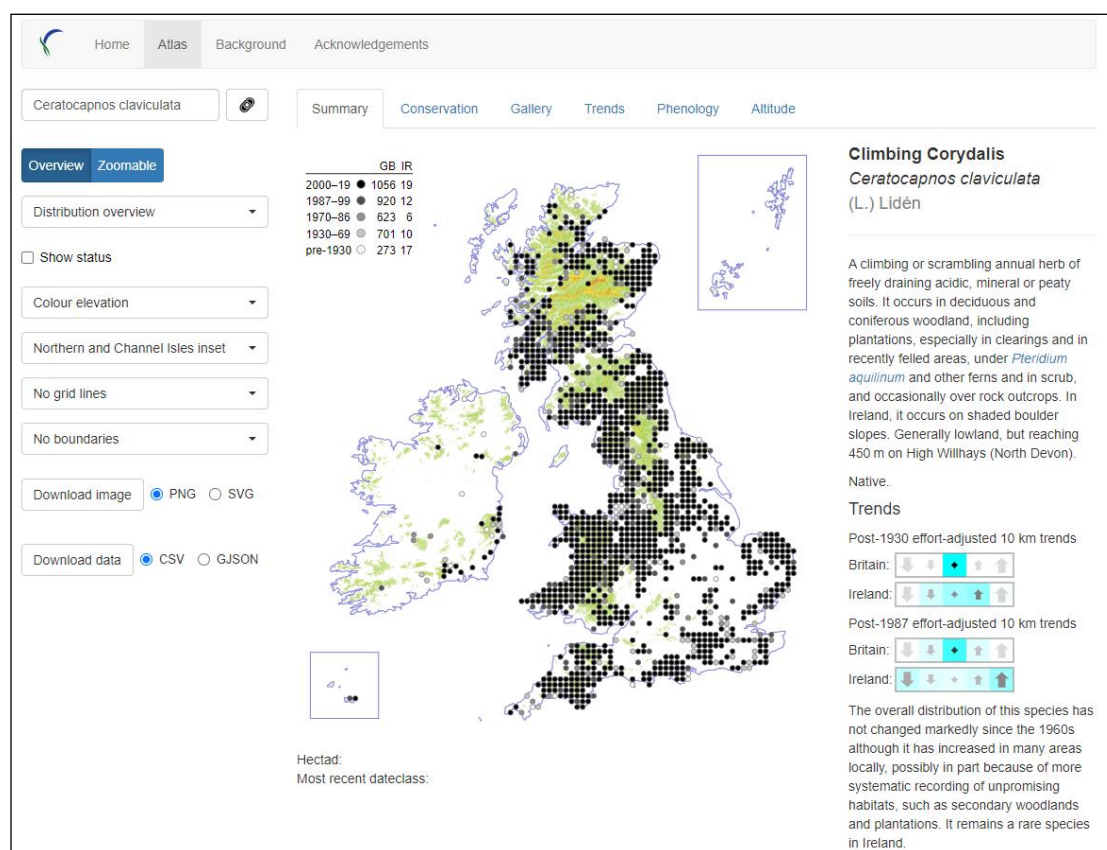 Home Atlas Background Acknowledgements
Ceratocapnos claviculata
Summary Conservation Gallery Trends Phenology Altitude
Overview Zoomable
Distribution overview
Show status
Colour elevation
Northern and Channel Isles inset
No grid lines
No boundaries
Download image PNG SVG
Download data CSV GJSON
GB IR
2000–19 1056 19
1987–99 920 12
1970–86 623 6
1930–69 701 10
pre-1930 273 17
Hectad:
Most recent dateclass:
Climbing Corydalis
Ceratocapnos claviculata
(L.) Lidén
A climbing or scrambling annual herb of
freely draining acidic, mineral or peaty
soils. It occurs in deciduous and
coniferous woodland, including
plantations, especially in clearings and in
recently felled areas, under Pteridium
aquilinum and other ferns and in scrub,
and occasionally over rock outcrops. In
Ireland, it occurs on shaded boulder
slopes. Generally lowland, but reaching
450 m on High Willhays (North Devon).
Native.
Trends
Post-1930 effort-adjusted 10 km trends
Britain:
Ireland:
Post-1987 effort-adjusted 10 km trends
Britain:
Ireland:
The overall distribution of this species has
not changed markedly since the 1960s
although it has increased in many areas
locally, possibly in part because of more
systematic recording of unpromising
habitats, such as secondary woodlands
and plantations. It remains a rare species
in Ireland.